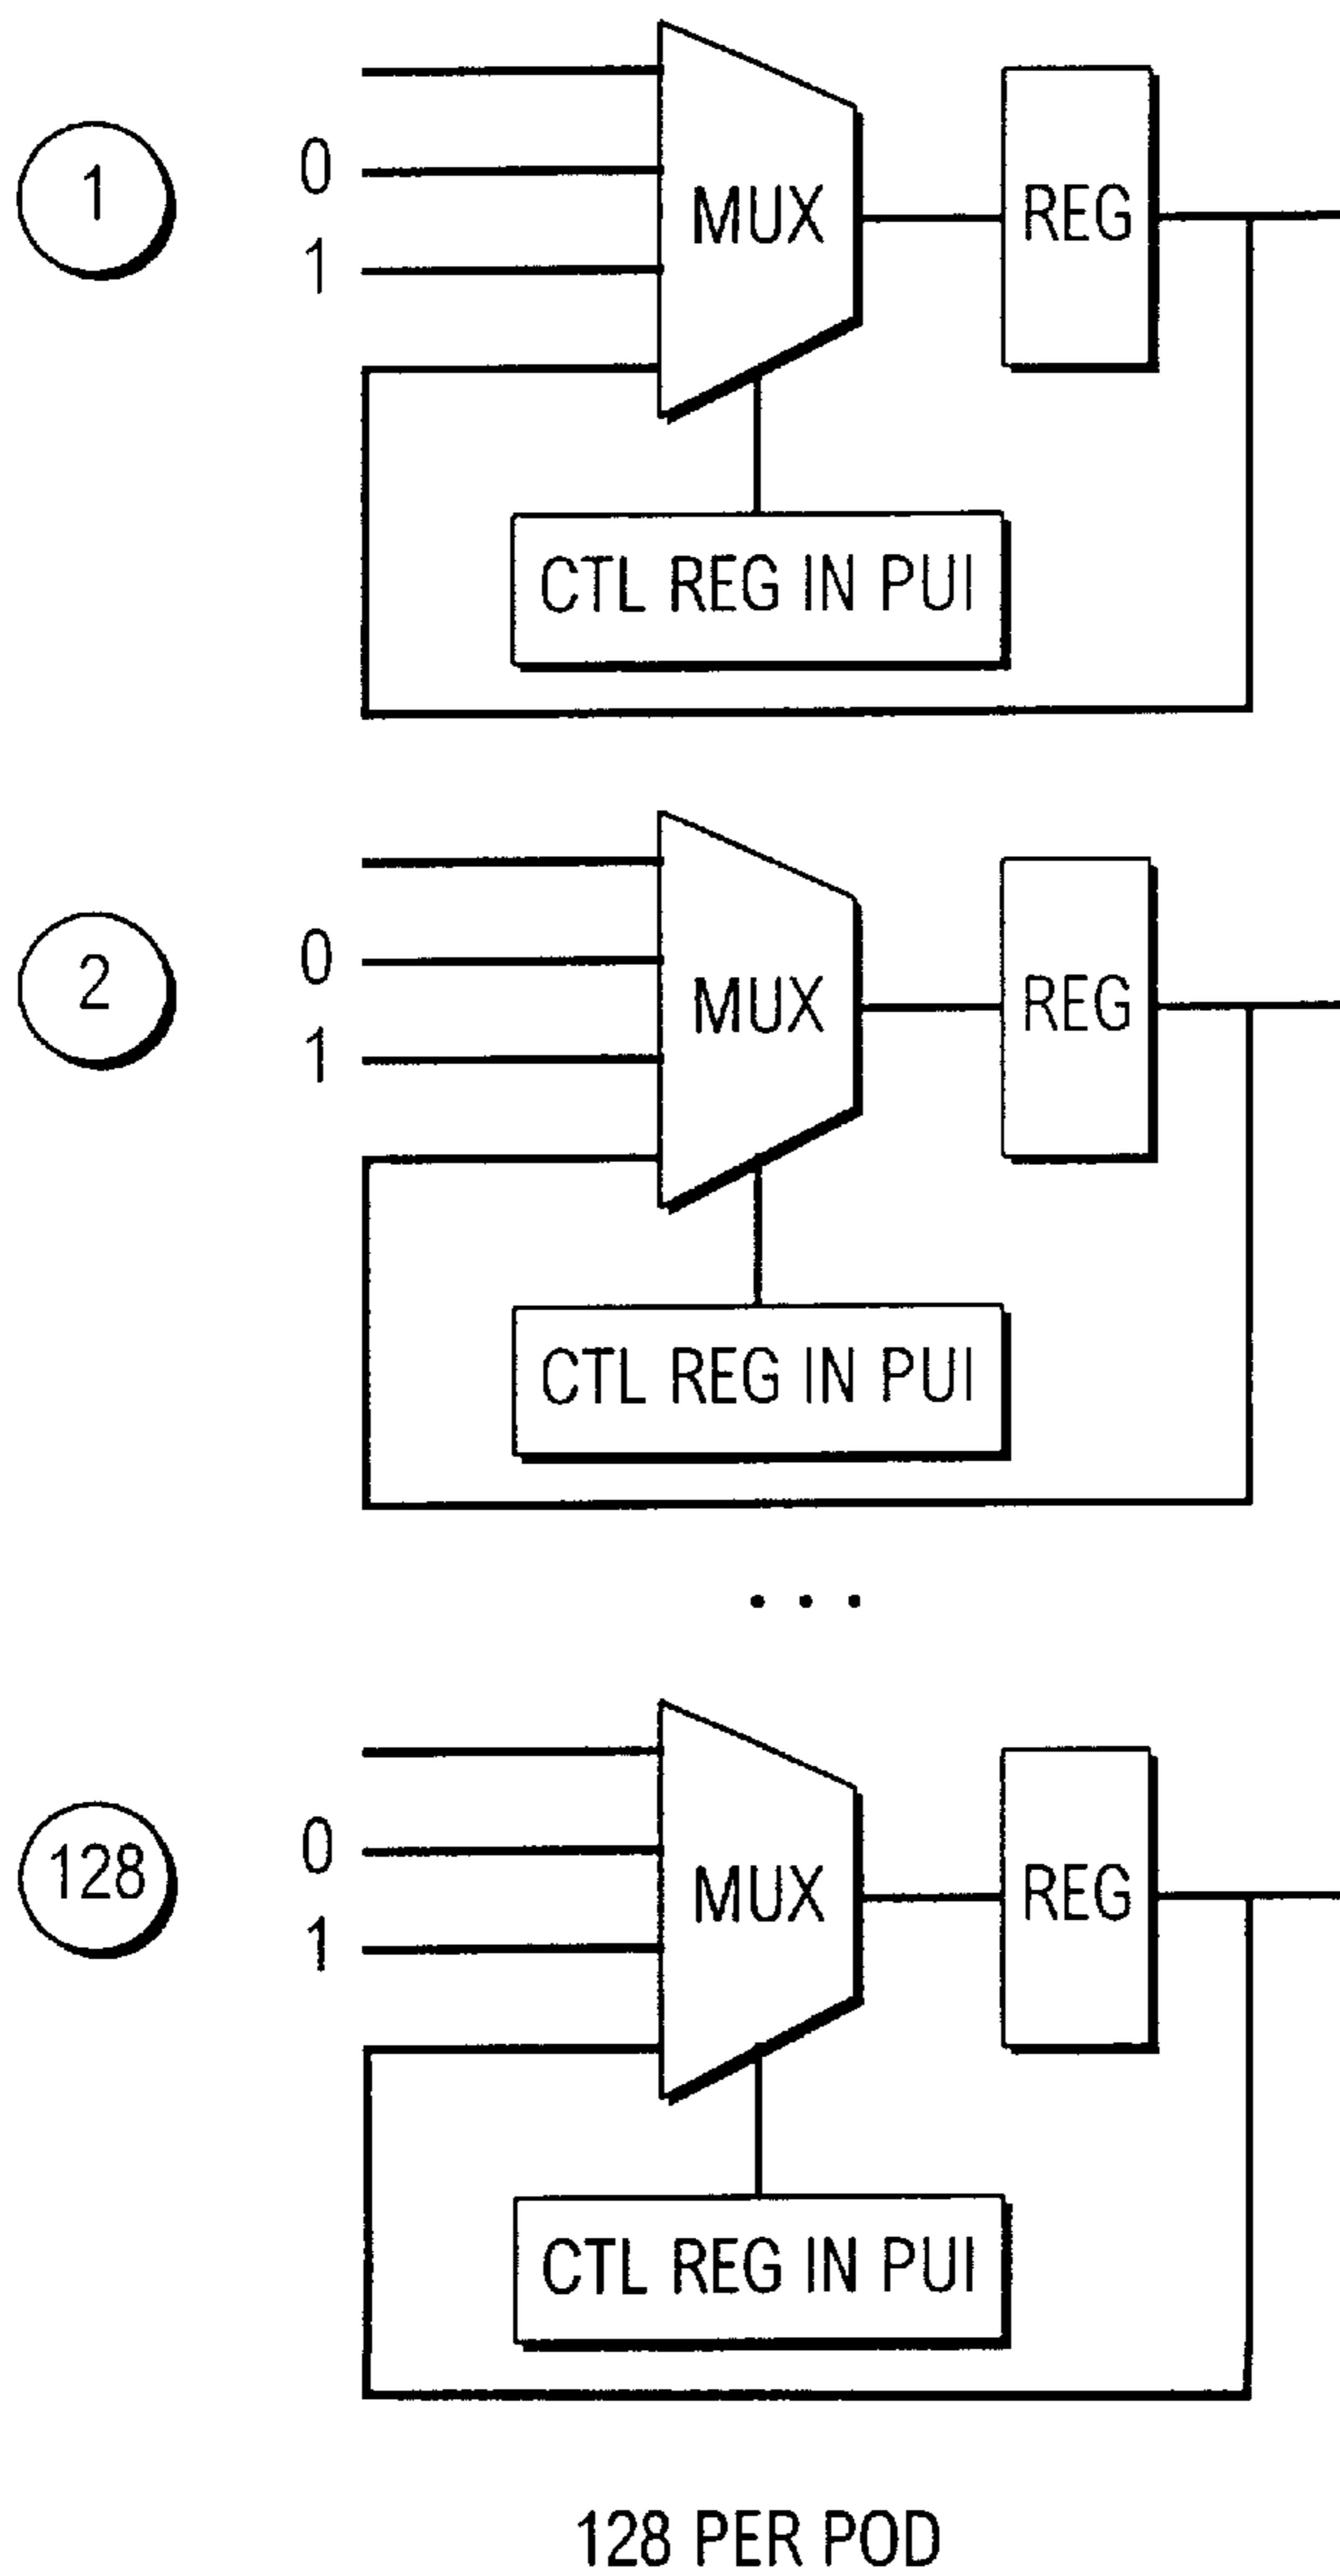 1
0
1
MUX
REG
CTL REG IN PUI
2
0
1
MUX
REG
CTL REG IN PUI
. . .
128
0
1
MUX
REG
CTL REG IN PUI
128 PER POD